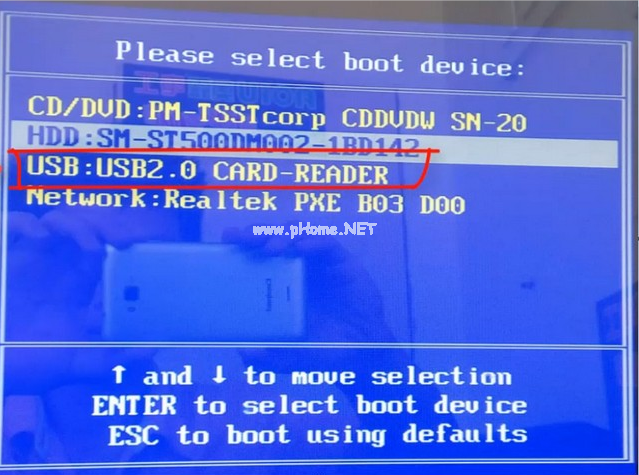 Please select boot device:
CD/DVD:PM-TSSTcorp CDDVDW SN-20
HDD:SM-ST500DM002-1BD142
USB:USB2.0 CARD-READER
Network:Realtek PXE B03 D00
www.pHome.NET
↑ and ↓ to move selection
ENTER to select boot device
ESC to boot using defaults